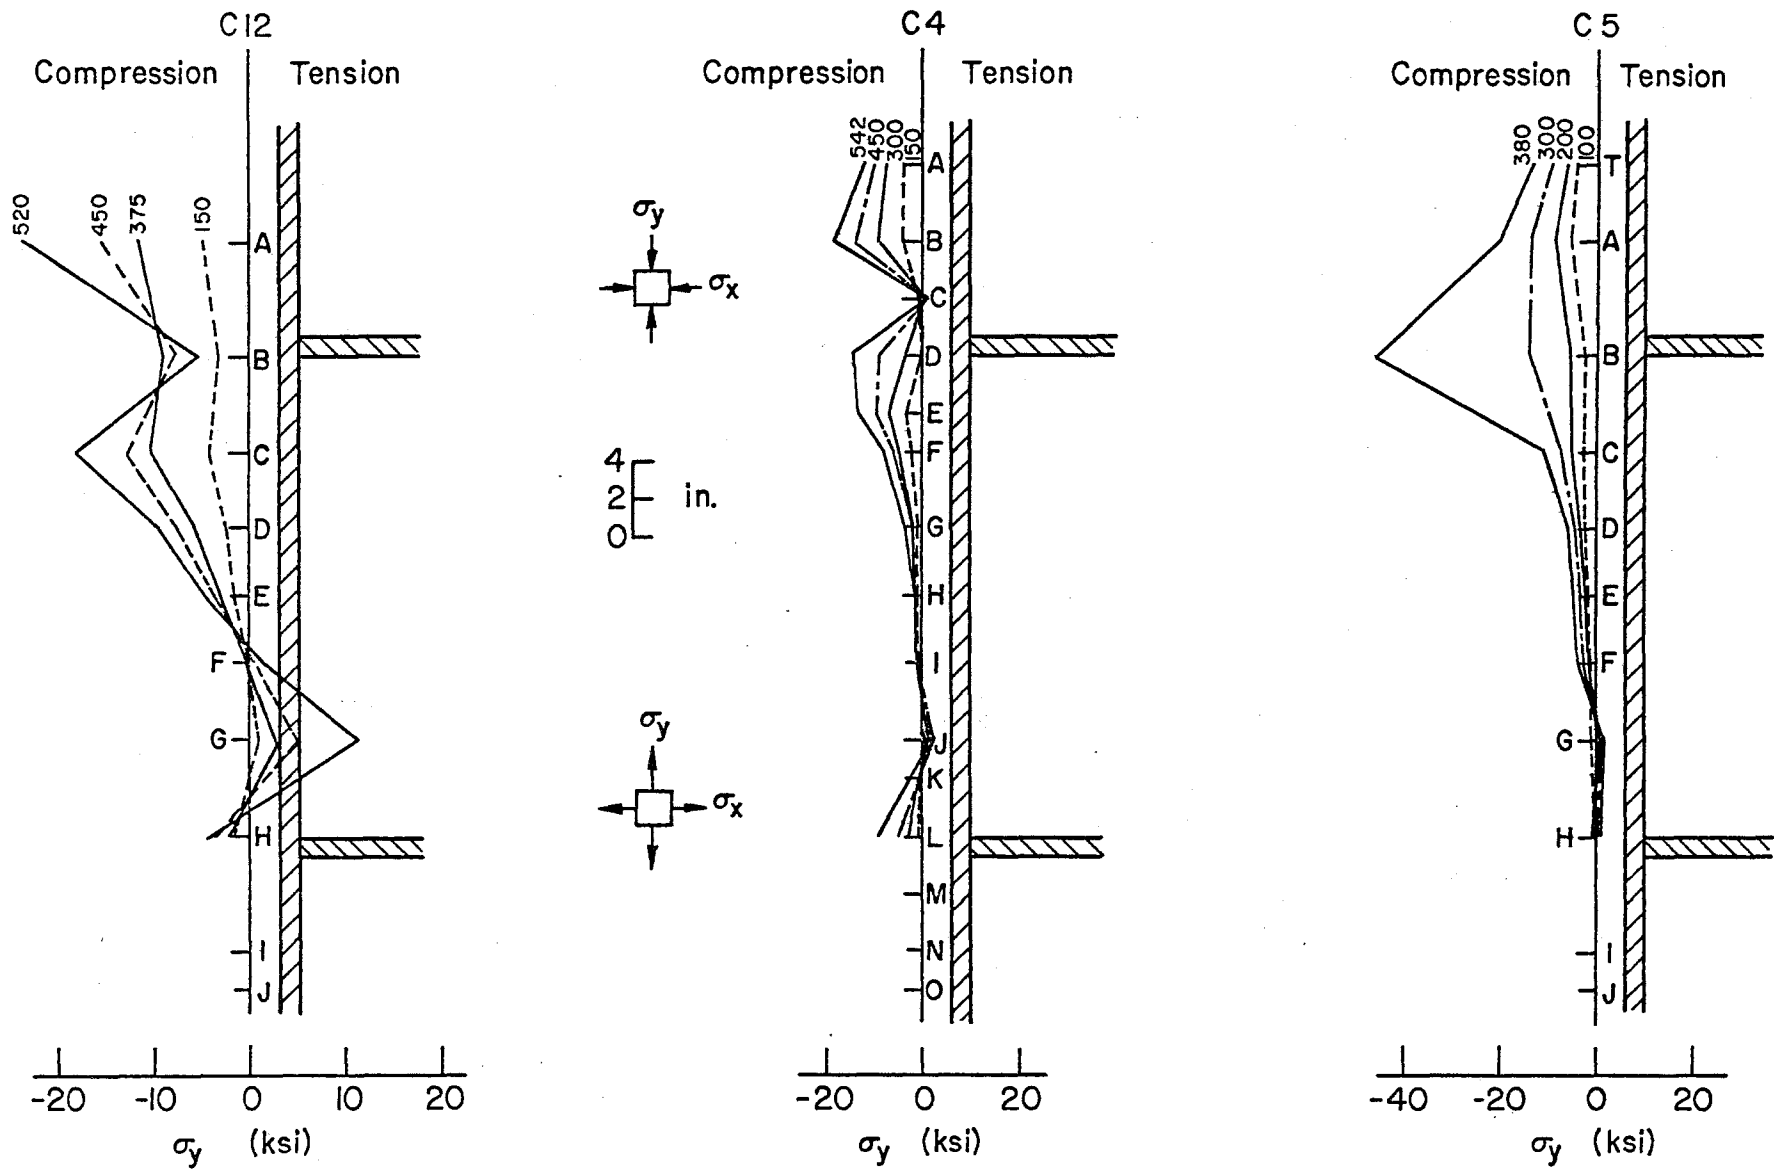 C12
Compression Tension
520
450
375
150
A
B
C
D
E
F
G
H
I
J
-20 -10 0 10 20
σy (ksi)
σy
σx
4
2
0
in.
σy
σx
C4
Compression Tension
542
450
300
150
A
B
C
D
E
F
G
H
I
J
K
L
M
N
O
-20 0 20
σy (ksi)
C5
Compression Tension
380
300
200
100
T
A
B
C
D
E
F
G
H
I
J
-40 -20 0 20
σy (ksi)